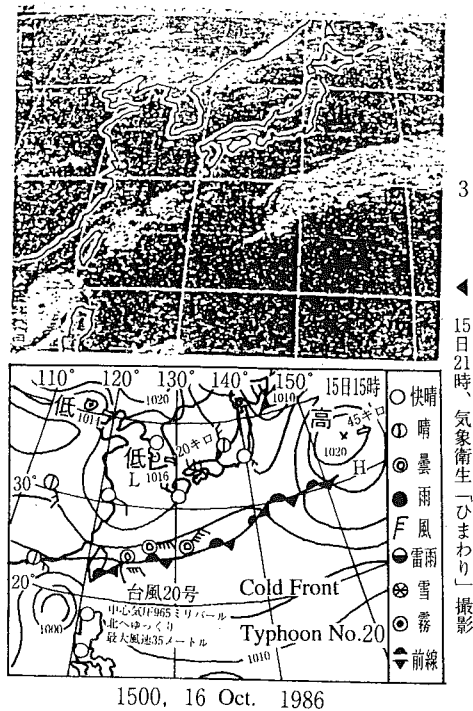 3
◀ 15日21時、気象衛星「ひまわり」撮影
110° 120° 130° 140° 150° 15日15時
低
1014
1020
1010
高
45キロ
1020
H
低
L
1016
20キロ
30°
20°
1000
台風20号
中心気圧965ミリバール
北へゆっくり
最大風速35メートル
Cold Front
Typhoon No.20
1010
快晴
晴
曇
雨
風
雷雨
雪
霧
前線
1500, 16 Oct. 1986